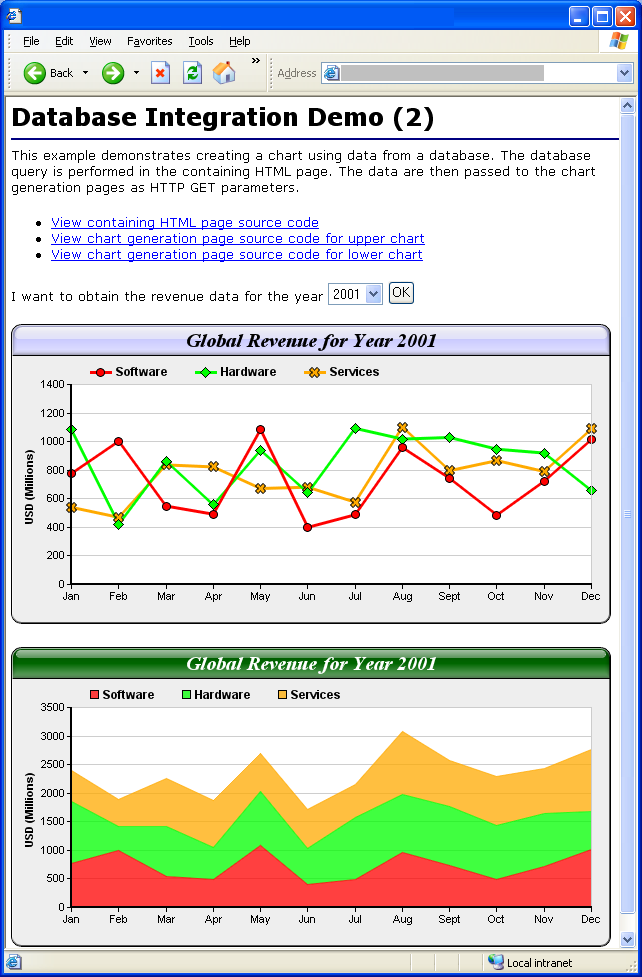 File Edit View Favorites Tools Help
Back Address
Database Integration Demo (2)
This example demonstrates creating a chart using data from a database. The database
query is performed in the containing HTML page. The data are then passed to the chart
generation pages as HTTP GET parameters.
View containing HTML page source code
View chart generation page source code for upper chart
View chart generation page source code for lower chart
I want to obtain the revenue data for the year 2001 OK
Global Revenue for Year 2001
Software Hardware Services
1400
1200
1000
800
600
400
200
0
USD (Millions)
Jan Feb Mar Apr May Jun Jul Aug Sept Oct Nov Dec
Global Revenue for Year 2001
Software Hardware Services
3500
3000
2500
2000
1500
1000
500
0
USD (Millions)
Jan Feb Mar Apr May Jun Jul Aug Sept Oct Nov Dec
Local intranet